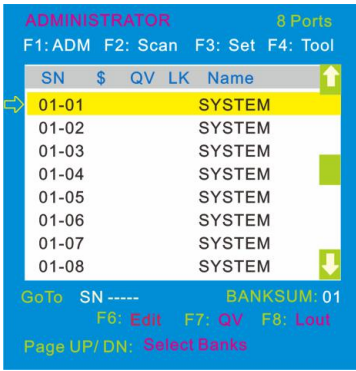 ADMINISTRATOR 8 Ports
F1: ADM F2: Scan F3: Set F4: Tool
SN $ QV LK Name
01-01 SYSTEM
01-02 SYSTEM
01-03 SYSTEM
01-04 SYSTEM
01-05 SYSTEM
01-06 SYSTEM
01-07 SYSTEM
01-08 SYSTEM
GoTo SN ----- BANKSUM: 01
F6: Edit F7: QV F8: Lout
Page UP/ DN: Select Banks